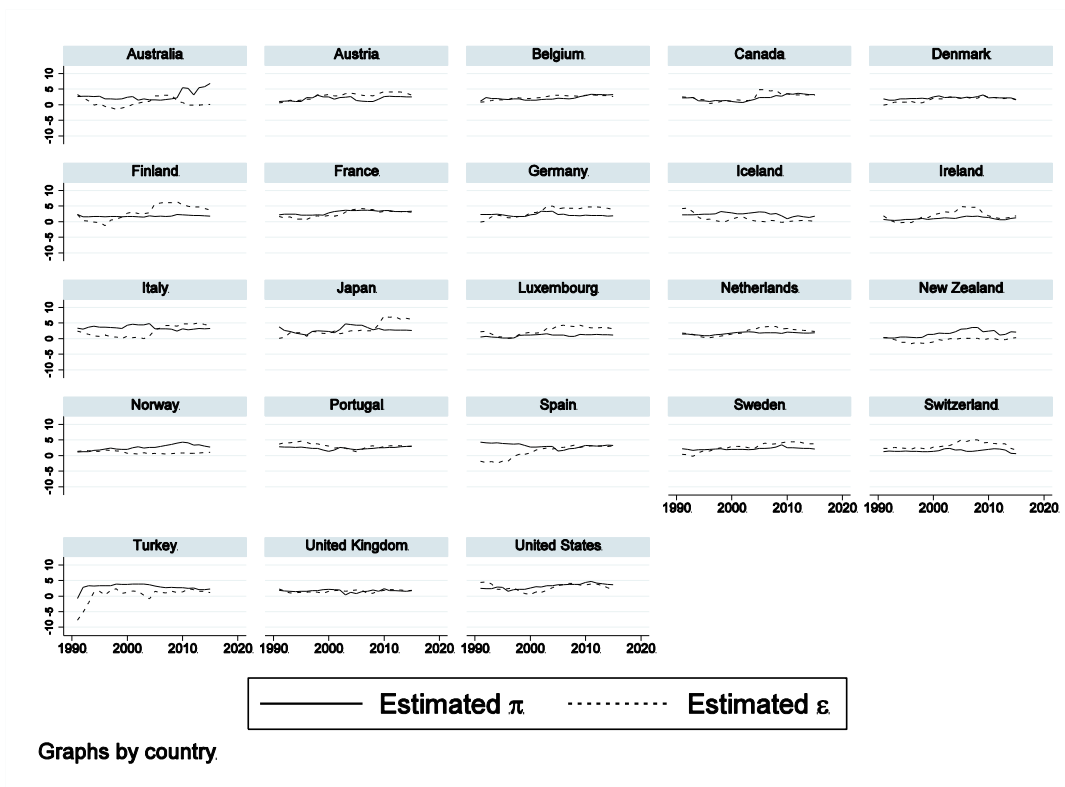 Australia Austria Belgium Canada Denmark
10
5
0
-5
-10
Finland France Germany Iceland Ireland
10
5
0
-5
-10
Italy Japan Luxembourg Netherlands New Zealand
10
5
0
-5
-10
Norway Portugal Spain Sweden Switzerland
10
5
0
-5
-10
1990 2000 2010 2020 1990 2000 2010 2020
Turkey United Kingdom United States
10
5
0
-5
-10
1990 2000 2010 2020 1990 2000 2010 2020 1990 2000 2010 2020
Estimated π Estimated ε
Graphs by country